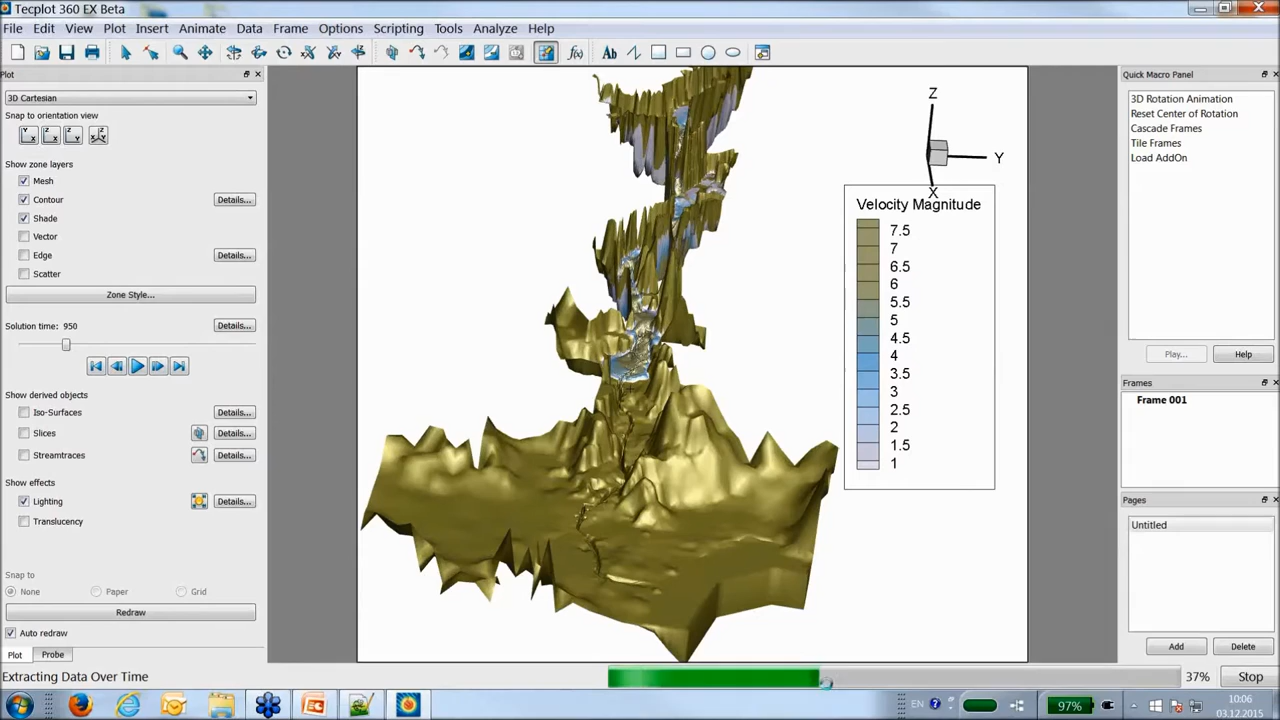 Tecplot 360 EX Beta
File Edit View Plot Insert Animate Data Frame Options Scripting Tools Analyze Help
Plot
3D Cartesian
Snap to orientation view
Show zone layers
Mesh
Contour Details...
Shade
Vector
Edge Details...
Scatter
Zone Style...
Solution time: 950 Details...
Show derived objects
Iso-Surfaces Details...
Slices Details...
Streamtraces Details...
Show effects
Lighting Details...
Translucency
Snap to
None Paper Grid
Redraw
Auto redraw
Plot Probe
Extracting Data Over Time
Z
Y
X
Velocity Magnitude
7.5
7
6.5
6
5.5
5
4.5
4
3.5
3
2.5
2
1.5
1
Quick Macro Panel
3D Rotation Animation
Reset Center of Rotation
Cascade Frames
Tile Frames
Load AddOn
Play... Help
Frames
Frame 001
Pages
Untitled
Add Delete
37% Stop
EN 97% 10:06
03.12.2015